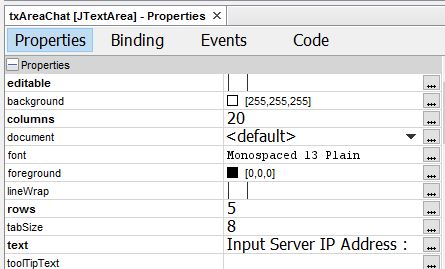 txAreaChat [JTextArea] - Properties ×
Properties Binding Events Code
Properties
editable ...
background [255,255,255] ...
columns 20 ...
document <default> ...
font Monospaced 13 Plain ...
foreground [0,0,0] ...
lineWrap ...
rows 5 ...
tabSize 8 ...
text Input Server IP Address : ...
toolTipText ...